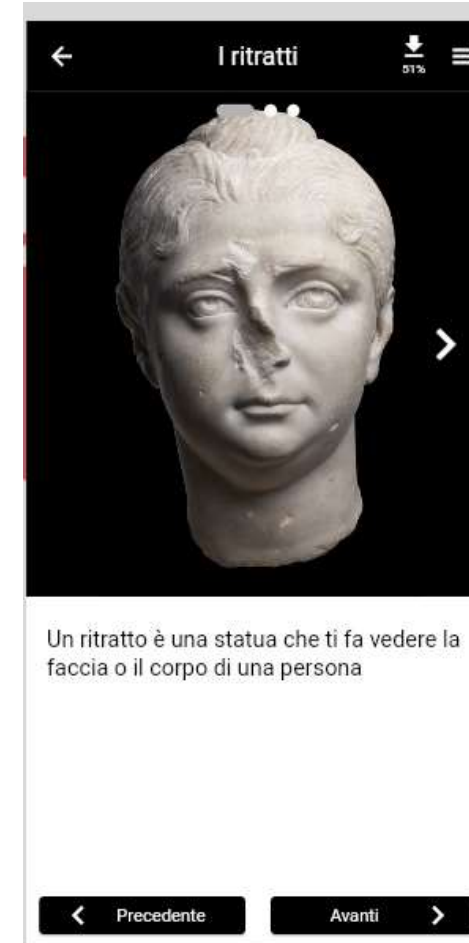 I ritratti
51%
Un ritratto è una statua che ti fa vedere la
faccia o il corpo di una persona
Precedente
Avanti